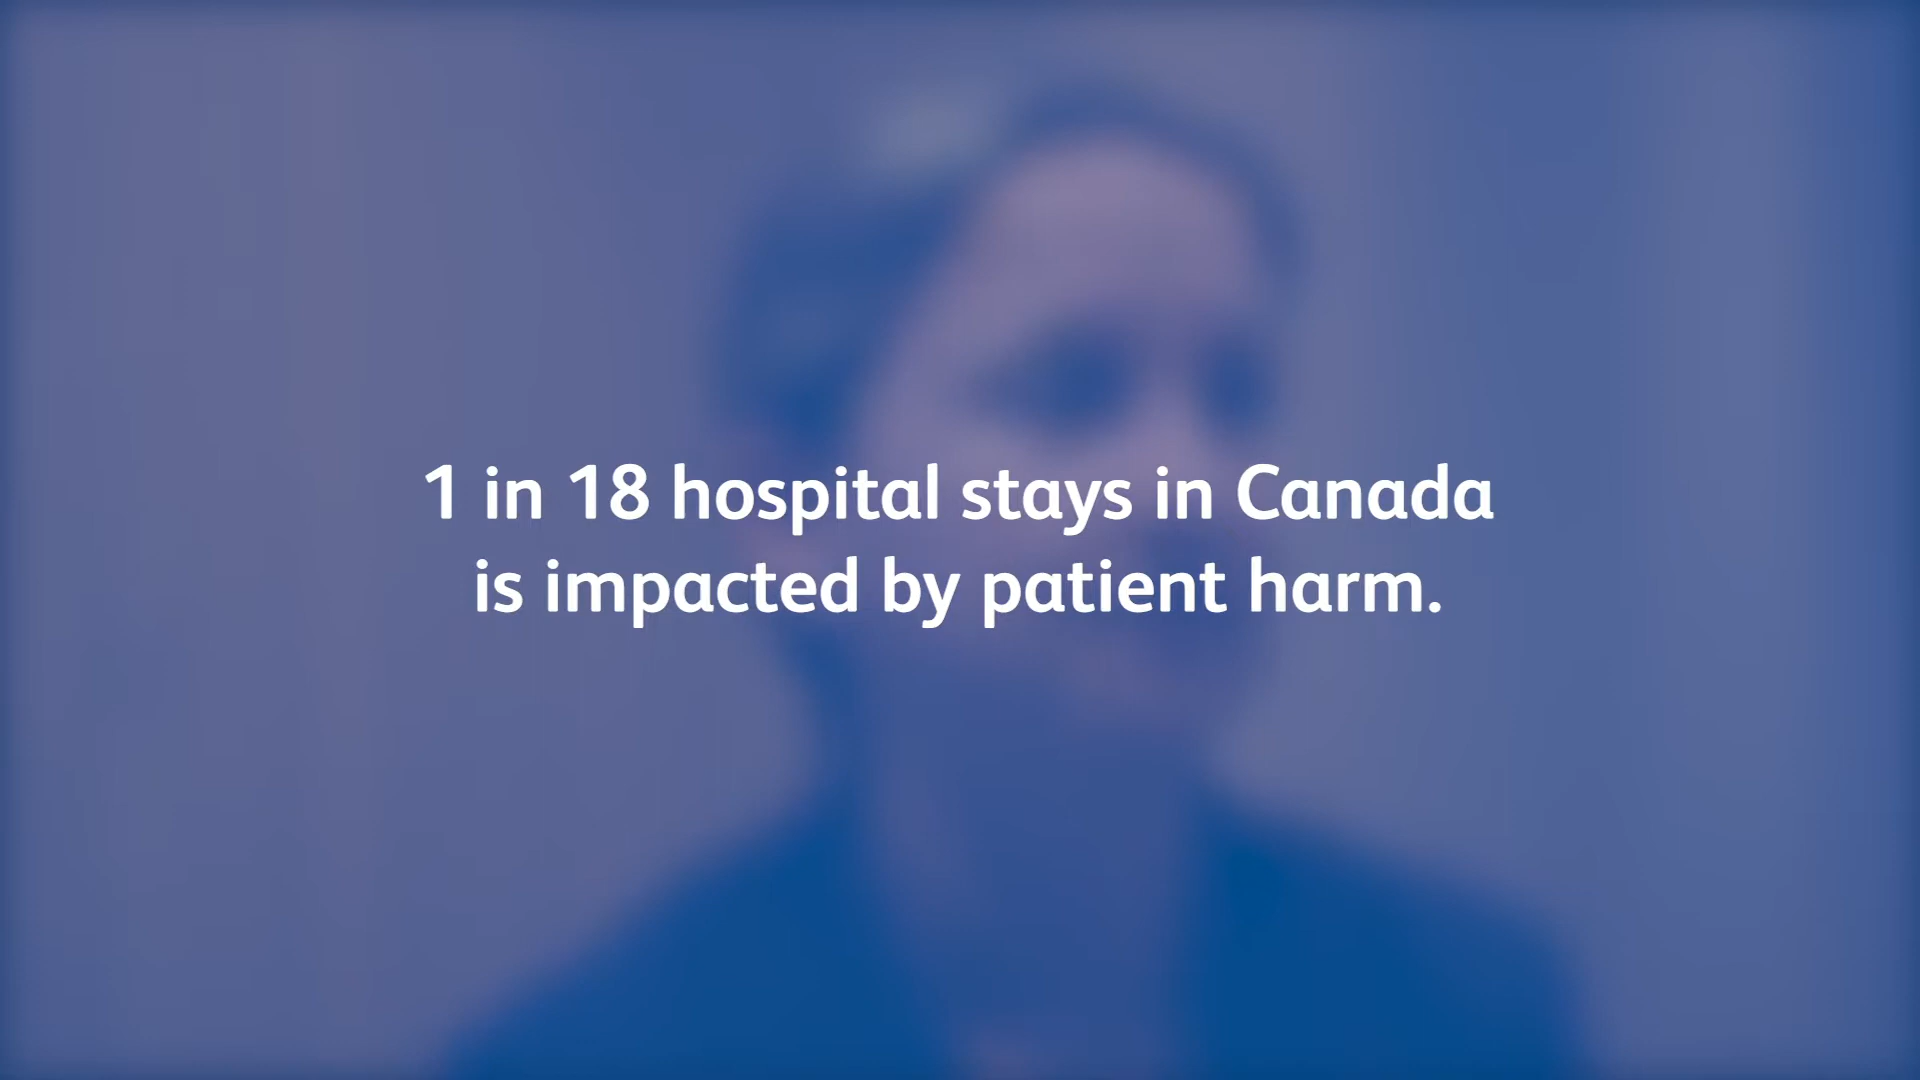 1 in 18 hospital stays in Canada
is impacted by patient harm.